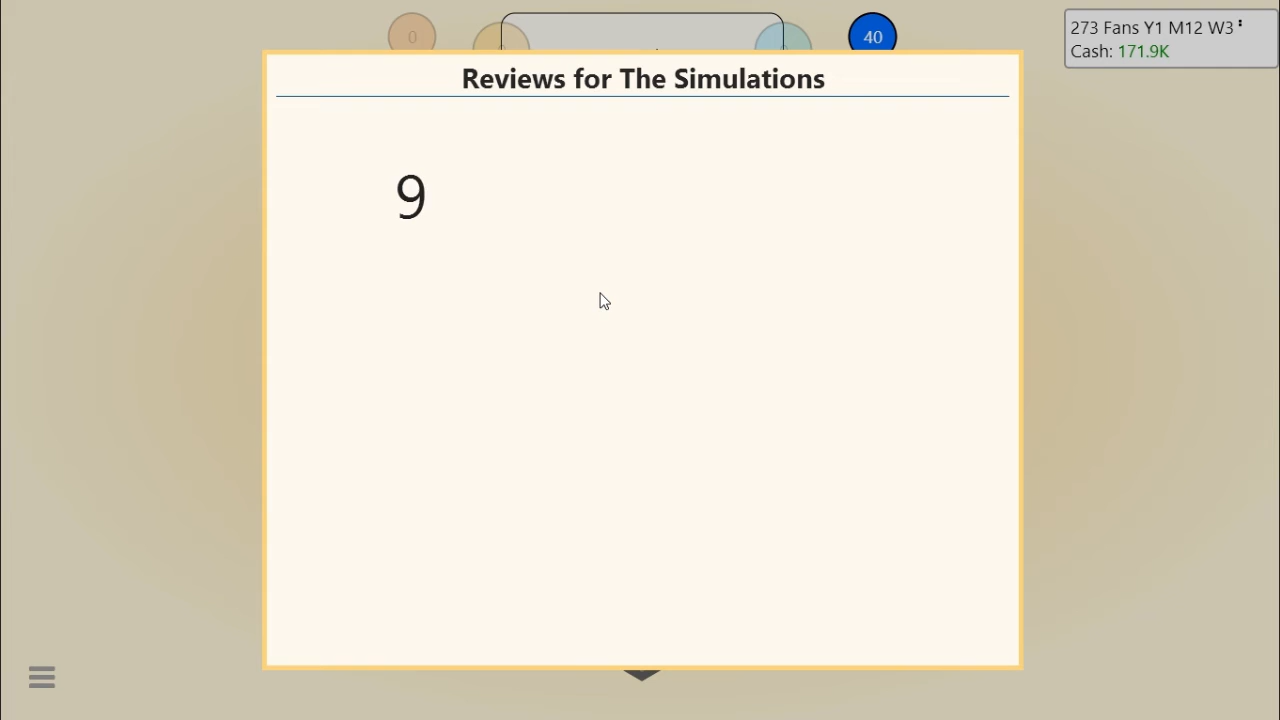 0
40
273 Fans Y1 M12 W3
Cash: 171.9K
Reviews for The Simulations
9